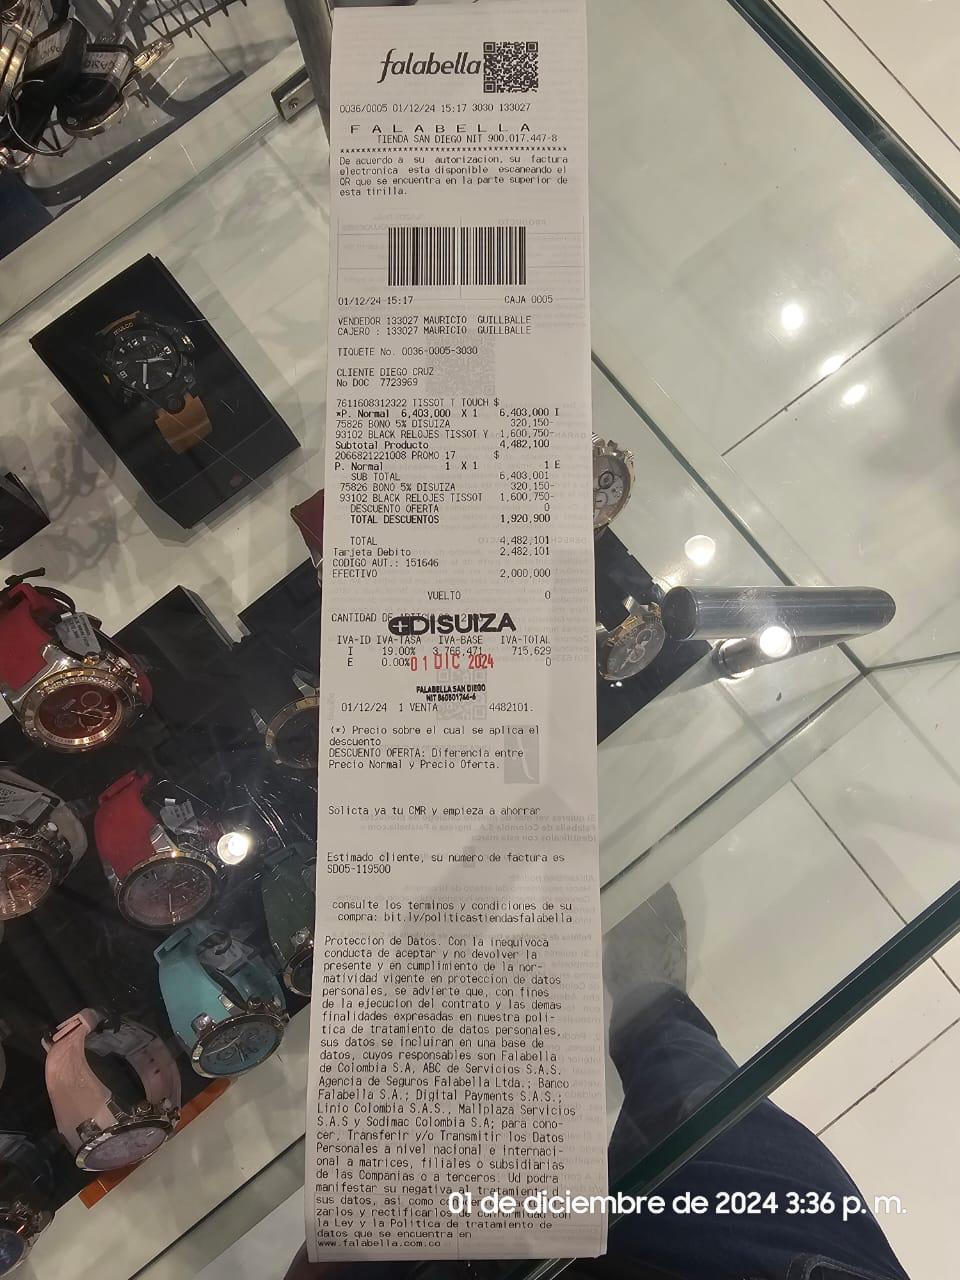 falabella
0036/0005 01/12/24 15:17 3030 133027
FALABELLA
TIENDA SAN DIEGO NIT 900.017.447-8
De acuerdo a su autorizacion, su factura
electronica esta disponible escaneando el
QR que se encuentra en la parte superior de
esta tirilla.
01/12/24 15:17 CAJA 0005
VENDEDOR 133027 MAURICIO GUILLBALLE
CAJERO : 133027 MAURICIO GUILLBALLE
TIQUETE No. 0036-0005-3030
CLIENTE DIEGO CRUZ
No DOC 7723969
7611608312322 TISSOT T TOUCH $
*P. Normal 6,403,000 X 1 6,403,000 I
75826 BONO 5% DISUIZA 320,150-
93102 BLACK RELOJES TISSOT Y 1,600,750-
Subtotal Producto 4,482,100
2066821221008 PROMO 17 $
P. Normal 1 X 1 1 E
SUB TOTAL 6,403,001
75826 BONO 5% DISUIZA 320,150-
93102 BLACK RELOJES TISSOT 1,600,750-
DESCUENTO OFERTA 0
TOTAL DESCUENTOS 1,920,900
TOTAL 4,482,101
Tarjeta Debito 2,482,101
CODIGO AUT.: 151646
EFECTIVO 2,000,000
VUELTO 0
CANTIDAD DE
DISUIZA
IVA-ID IVA-TASA IVA-BASE IVA-TOTAL
I 19.00% 3,766,471 715,629
E 0.00% 0
01 DIC 2024
FALABELLA SAN DIEGO
01/12/24 1 VENTA 4482101.
(*) Precio sobre el cual se aplica el
descuento
DESCUENTO OFERTA: Diferencia entre
Precio Normal y Precio Oferta.
Solicta ya tu CMR y empieza a ahorrar
Estimado cliente, su numero de factura es
SD05-119500
consulte los terminos y condiciones de su
compra: bit.ly/politicastiendasfalabella
Proteccion de Datos. Con la inequivoca
conducta de aceptar y no devolver la
presente y en cumplimiento de la nor-
matividad vigente en proteccion de datos
personales, se advierte que, con fines
de la ejecucion del contrato y las demas
finalidades expresadas en nuestra poli-
tica de tratamiento de datos personales,
sus datos se incluiran en una base de
datos, cuyos responsables son Falabella
de Colombia S.A, ABC de Servicios S.A.S.
Agencia de Seguros Falabella Ltda.; Banco
Falabella S.A.; Digital Payments S.A.S.;
Linio Colombia S.A.S., Mallplaza Servicios
S.A.S y Sodimac Colombia S.A; para cono-
cer, Transferir y/o Transmitir los Datos
Personales a nivel nacional e internaci-
onal a matrices, filiales o subsidiarias
de las Companias o a terceros. Ud podra
manifestar su negativa al tratamiento d
sus datos, asi como
zarlos y rectificarlos de conformidad con
la Ley y la Politica de tratamiento de
datos que se encuentra en
www.falabella.com.co
01 de diciembre de 2024 3:36 p. m.